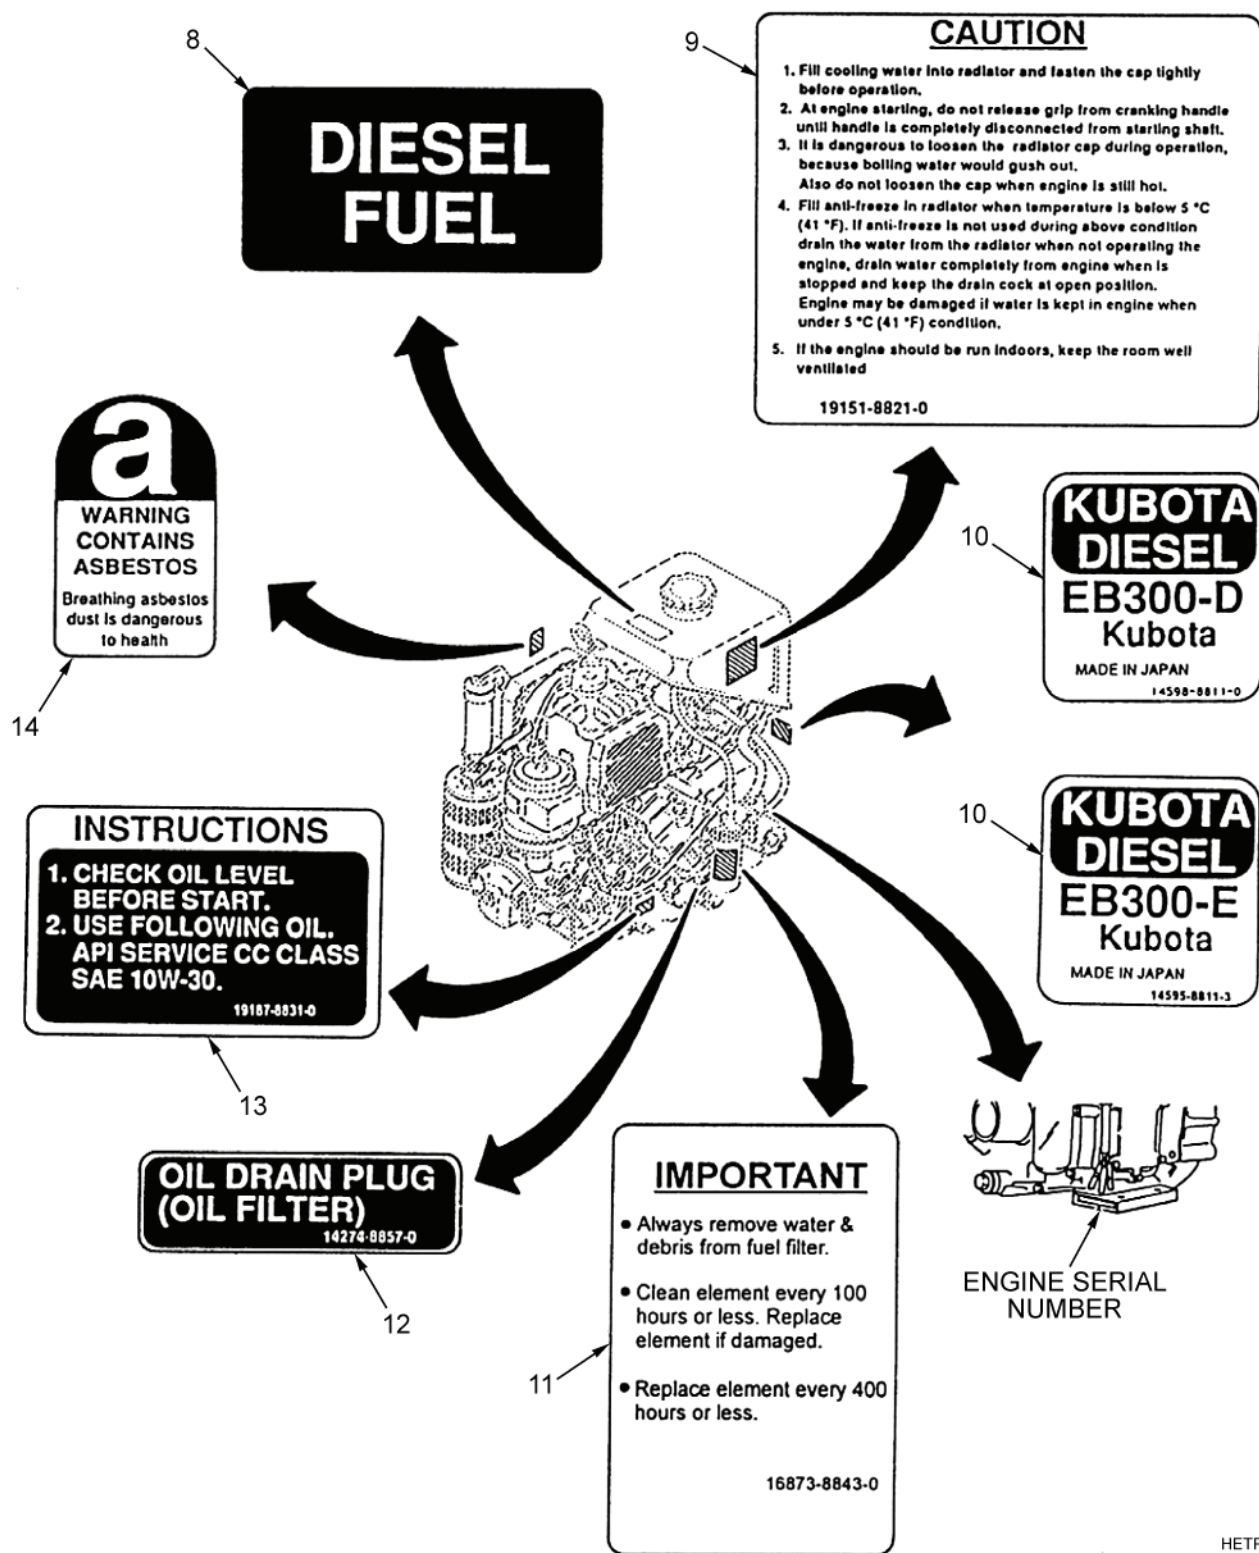 8
DIESEL
FUEL
9
CAUTION
1. Fill cooling water into radiator and fasten the cap tightly
before operation.
2. At engine starting, do not release grip from cranking handle
until handle is completely disconnected from starting shaft.
3. It is dangerous to loosen the radiator cap during operation,
because boiling water would gush out.
Also do not loosen the cap when engine is still hot.
4. Fill anti-freeze in radiator when temperature is below 5 °C
(41 °F). If anti-freeze is not used during above condition
drain the water from the radiator when not operating the
engine, drain water completely from engine when is
stopped and keep the drain cock at open position.
Engine may be damaged if water is kept in engine when
under 5 °C (41 °F) condition.
5. If the engine should be run indoors, keep the room well
ventilated
19151-8821-0
a
WARNING
CONTAINS
ASBESTOS
Breathing asbestos
dust is dangerous
to health
14
10
KUBOTA
DIESEL
EB300-D
Kubota
MADE IN JAPAN
14598-8811-0
10
KUBOTA
DIESEL
EB300-E
Kubota
MADE IN JAPAN
14595-8811-3
INSTRUCTIONS
1. CHECK OIL LEVEL
BEFORE START.
2. USE FOLLOWING OIL.
API SERVICE CC CLASS
SAE 10W-30.
19187-8831-0
13
OIL DRAIN PLUG
(OIL FILTER)
14274-8857-0
12
IMPORTANT
• Always remove water &
debris from fuel filter.
• Clean element every 100
hours or less. Replace
element if damaged.
• Replace element every 400
hours or less.
16873-8843-0
11
ENGINE SERIAL
NUMBER